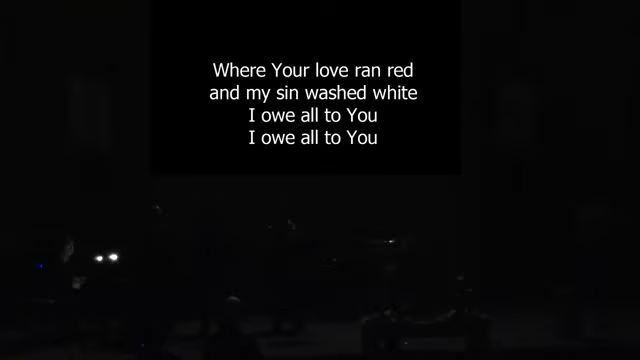 Where Your love ran red
and my sin washed white
I owe all to You
I owe all to You